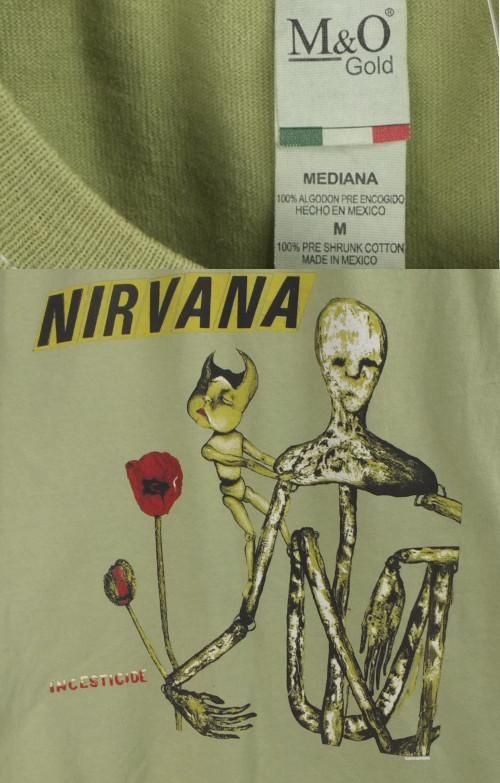 M&O®
Gold
MEDIANA
100% ALGODON PRE ENCOGIDO
HECHO EN MEXICO
M
100% PRE SHRUNK COTTON
MADE IN MEXICO
NIRVANA
INCESTICIDE